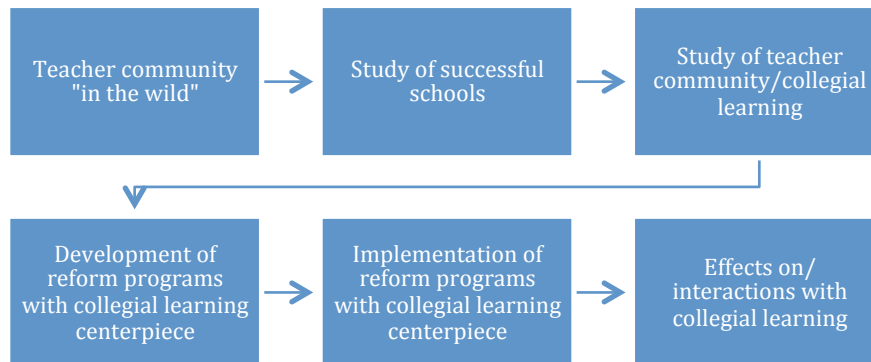 Teacher community
"in the wild"
Study of successful
schools
Study of teacher
community/collegial
learning
Development of
reform programs
with collegial learning
centerpiece
Implementation of
reform programs
with collegial learning
centerpiece
Effects on/
interactions with
collegial learning